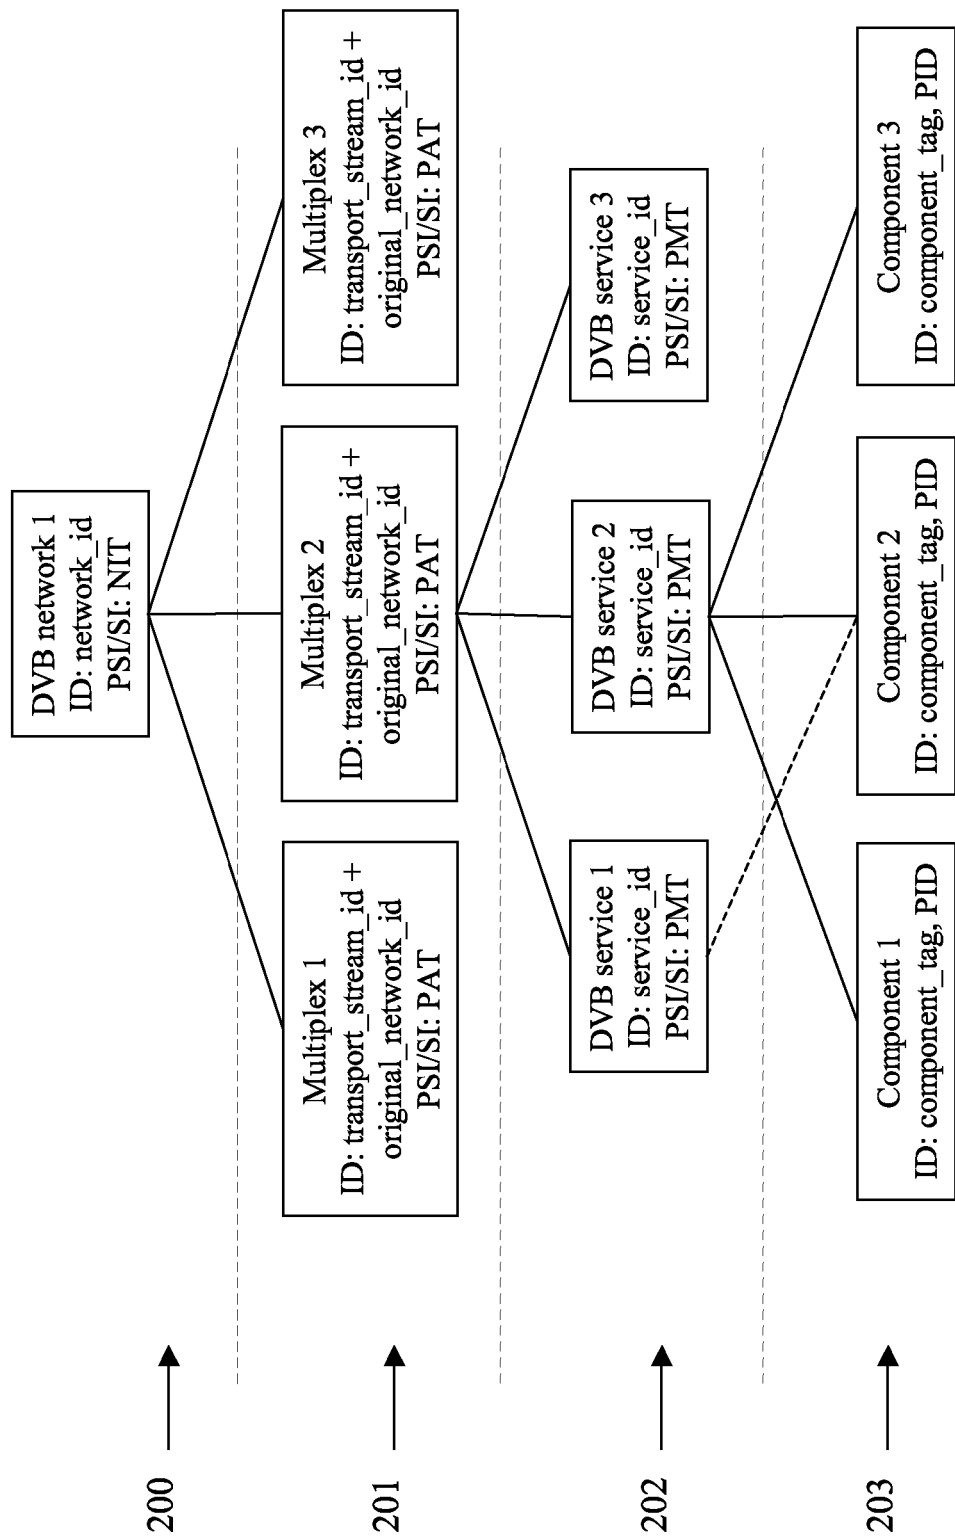 200
DVB network 1
ID: network_id
PSI/SI: NIT
201
Multiplex 1
ID: transport_stream_id +
original_network_id
PSI/SI: PAT
Multiplex 2
ID: transport_stream_id +
original_network_id
PSI/SI: PAT
Multiplex 3
ID: transport_stream_id +
original_network_id
PSI/SI: PAT
202
DVB service 1
ID: service_id
PSI/SI: PMT
DVB service 2
ID: service_id
PSI/SI: PMT
DVB service 3
ID: service_id
PSI/SI: PMT
203
Component 1
ID: component_tag, PID
Component 2
ID: component_tag, PID
Component 3
ID: component_tag, PID